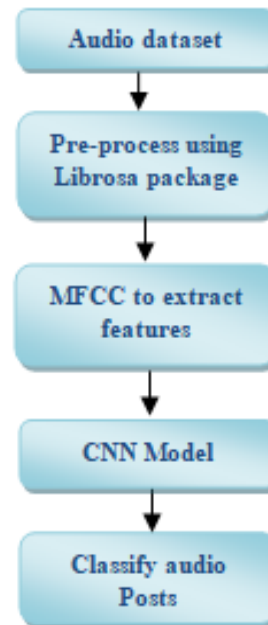 Audio dataset
Pre-process using
Librosa package
MFCC to extract
features
CNN Model
Classify audio
Posts